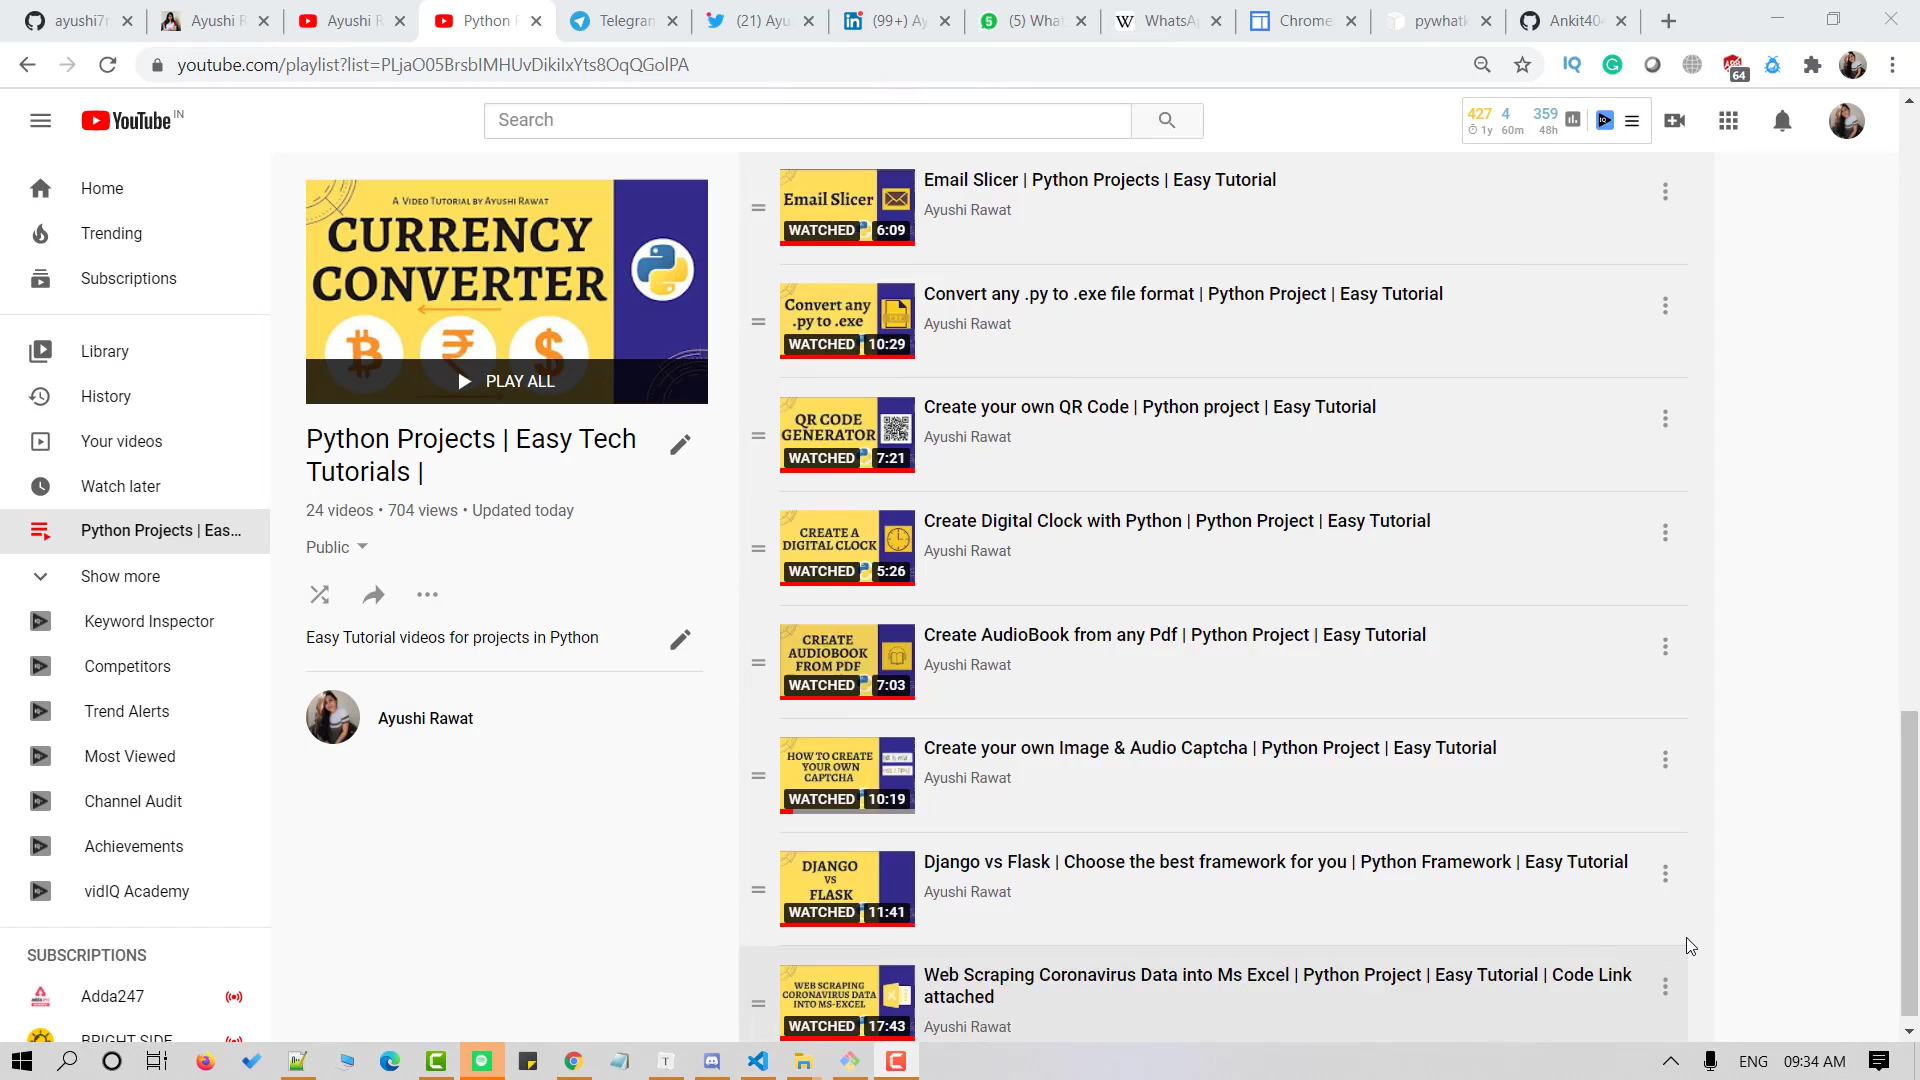 ayushi7r
Ayushi R
Ayushi R
Python P
Telegram
(21) Ayu
(99+) Ay
(5) What
WhatsAp
Chrome
pywhatk
Ankit404
youtube.com/playlist?list=PLjaO05BrsbIMHUvDikiIxYts8OqQGolPA
64
YouTube IN
Search
427 4 359
1y 60m 48h
Home
Trending
Subscriptions
Library
History
Your videos
Watch later
Python Projects | Eas...
Show more
Keyword Inspector
Competitors
Trend Alerts
Most Viewed
Channel Audit
Achievements
vidIQ Academy
SUBSCRIPTIONS
Adda247
BRIGHT SIDE
A VIDEO TUTORIAL BY AYUSHI RAWAT
CURRENCY
CONVERTER
PLAY ALL
Python Projects | Easy Tech
Tutorials |
24 videos • 704 views • Updated today
Public
Easy Tutorial videos for projects in Python
Ayushi Rawat
Email Slicer
WATCHED 6:09
Email Slicer | Python Projects | Easy Tutorial
Ayushi Rawat
Convert any
.py to .exe
WATCHED 10:29
Convert any .py to .exe file format | Python Project | Easy Tutorial
Ayushi Rawat
QR CODE
GENERATOR
WATCHED 7:21
Create your own QR Code | Python project | Easy Tutorial
Ayushi Rawat
CREATE A
DIGITAL CLOCK
WATCHED 5:26
Create Digital Clock with Python | Python Project | Easy Tutorial
Ayushi Rawat
CREATE
AUDIOBOOK
FROM PDF
WATCHED 7:03
Create AudioBook from any Pdf | Python Project | Easy Tutorial
Ayushi Rawat
HOW TO CREATE
YOUR OWN
CAPTCHA
WATCHED 10:19
Create your own Image & Audio Captcha | Python Project | Easy Tutorial
Ayushi Rawat
DJANGO
VS
FLASK
WATCHED 11:41
Django vs Flask | Choose the best framework for you | Python Framework | Easy Tutorial
Ayushi Rawat
WEB SCRAPING
CORONAVIRUS DATA
INTO MS-EXCEL
WATCHED 17:43
Web Scraping Coronavirus Data into Ms Excel | Python Project | Easy Tutorial | Code Link
attached
Ayushi Rawat
ENG 09:34 AM